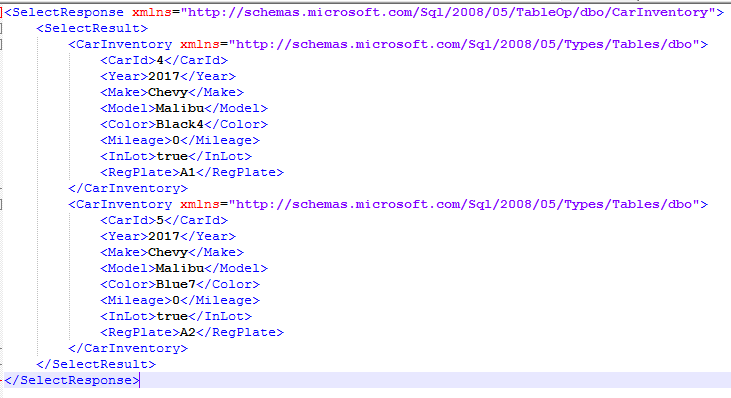 <SelectResponse xmlns="http://schemas.microsoft.com/Sql/2008/05/TableOp/dbo/CarInventory">
<SelectResult>
<CarInventory xmlns="http://schemas.microsoft.com/Sql/2008/05/Types/Tables/dbo">
<CarId>4</CarId>
<Year>2017</Year>
<Make>Chevy</Make>
<Model>Malibu</Model>
<Color>Black4</Color>
<Mileage>0</Mileage>
<InLot>true</InLot>
<RegPlate>A1</RegPlate>
</CarInventory>
<CarInventory xmlns="http://schemas.microsoft.com/Sql/2008/05/Types/Tables/dbo">
<CarId>5</CarId>
<Year>2017</Year>
<Make>Chevy</Make>
<Model>Malibu</Model>
<Color>Blue7</Color>
<Mileage>0</Mileage>
<InLot>true</InLot>
<RegPlate>A2</RegPlate>
</CarInventory>
</SelectResult>
</SelectResponse>